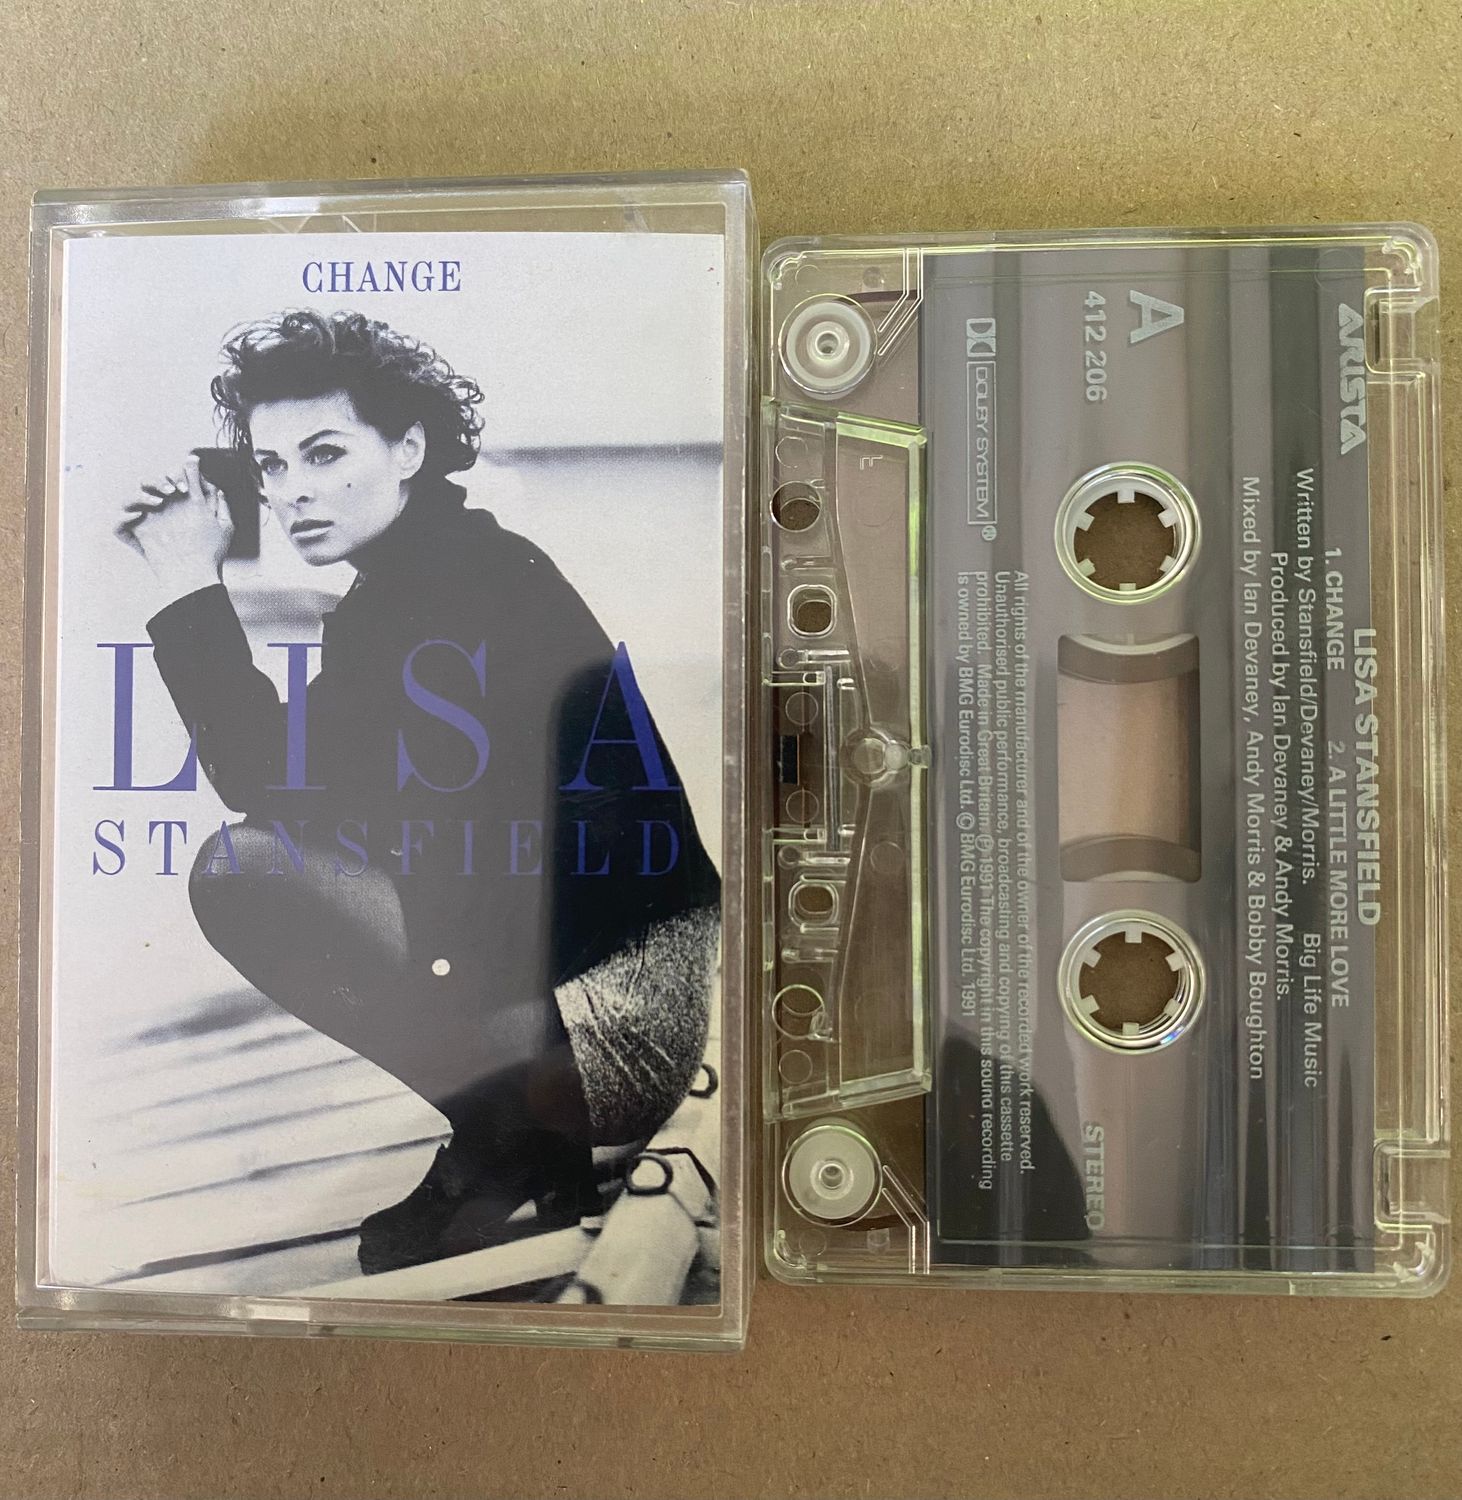 CHANGE
LISA
STANSFIELD
ARISTA
LISA STANSFIELD
1. CHANGE 2. A LITTLE MORE LOVE
Written by Stansfield/Devaney/Morris. Big Life Music
Produced by Ian Devaney & Andy Morris.
Mixed by Ian Devaney, Andy Morris & Bobby Boughton
A
412 206
STEREO
DOLBY SYSTEM®
All rights of the manufacturer and of the owner of the recorded work reserved.
Unauthorised public performance, broadcasting and copying of this cassette
prohibited. Made in Great Britain. ℗ 1991 The copyright in this sound recording
is owned by BMG Eurodisc Ltd. © BMG Eurodisc Ltd. 1991